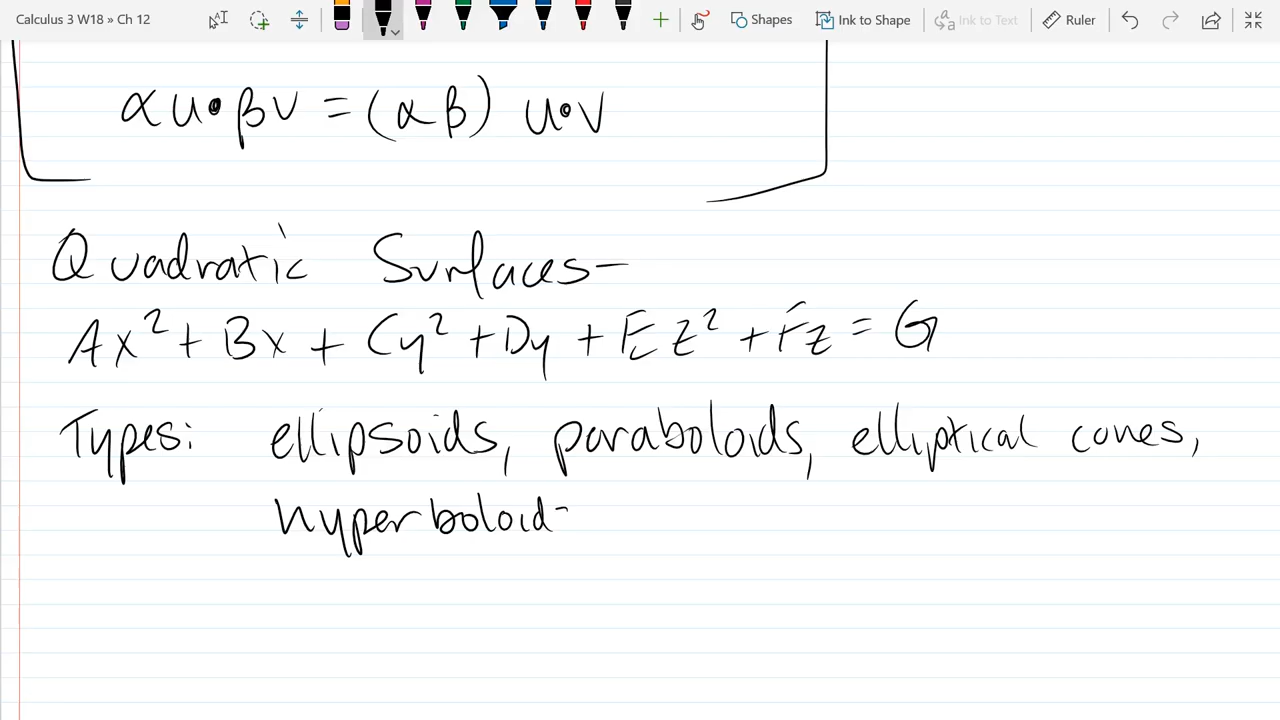 Calculus 3 W18 » Ch 12
Shapes
Ink to Shape
Ink to Text
Ruler
αu•βv = (αβ) u•v
Quadratic Surfaces-
Ax² + Bx + Cy² + Dy + Ez² + Fz = G
Types: ellipsoids, paraboloids, elliptical cones,
hyperboloid-